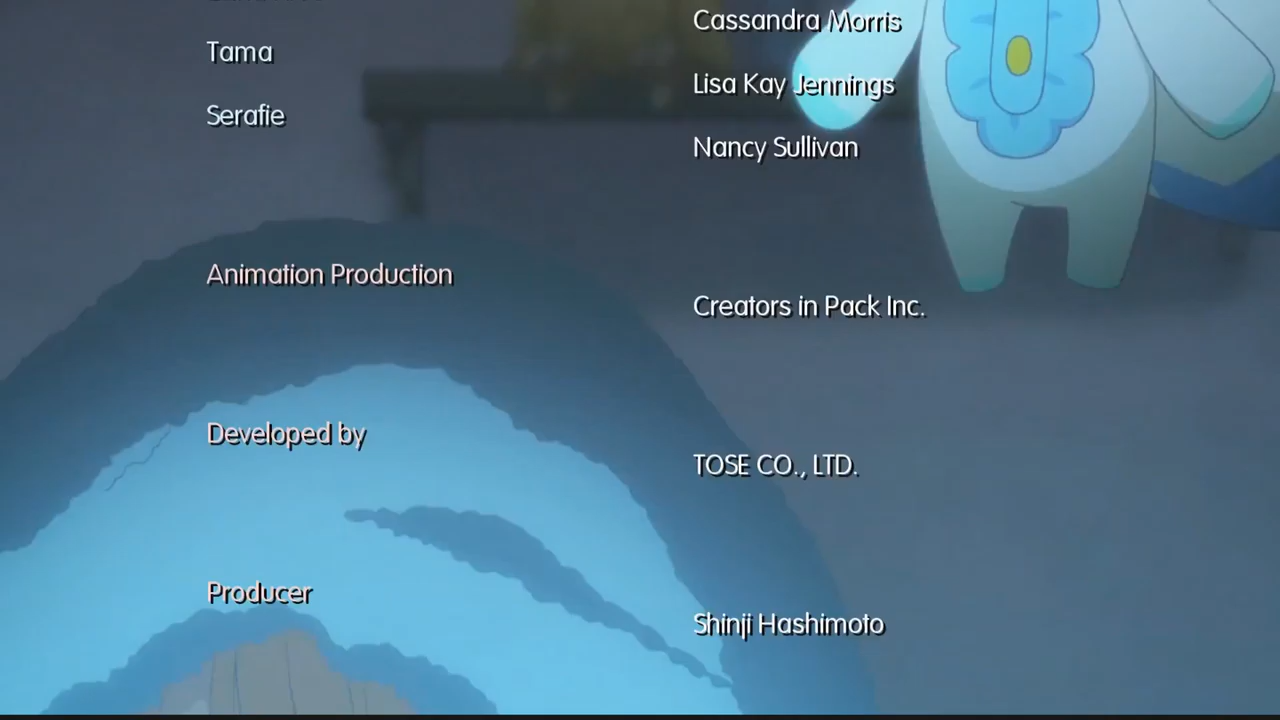 Cassandra Morris
Tama
Lisa Kay Jennings
Serafie
Nancy Sullivan
Animation Production
Creators in Pack Inc.
Developed by
TOSE CO., LTD.
Producer
Shinji Hashimoto